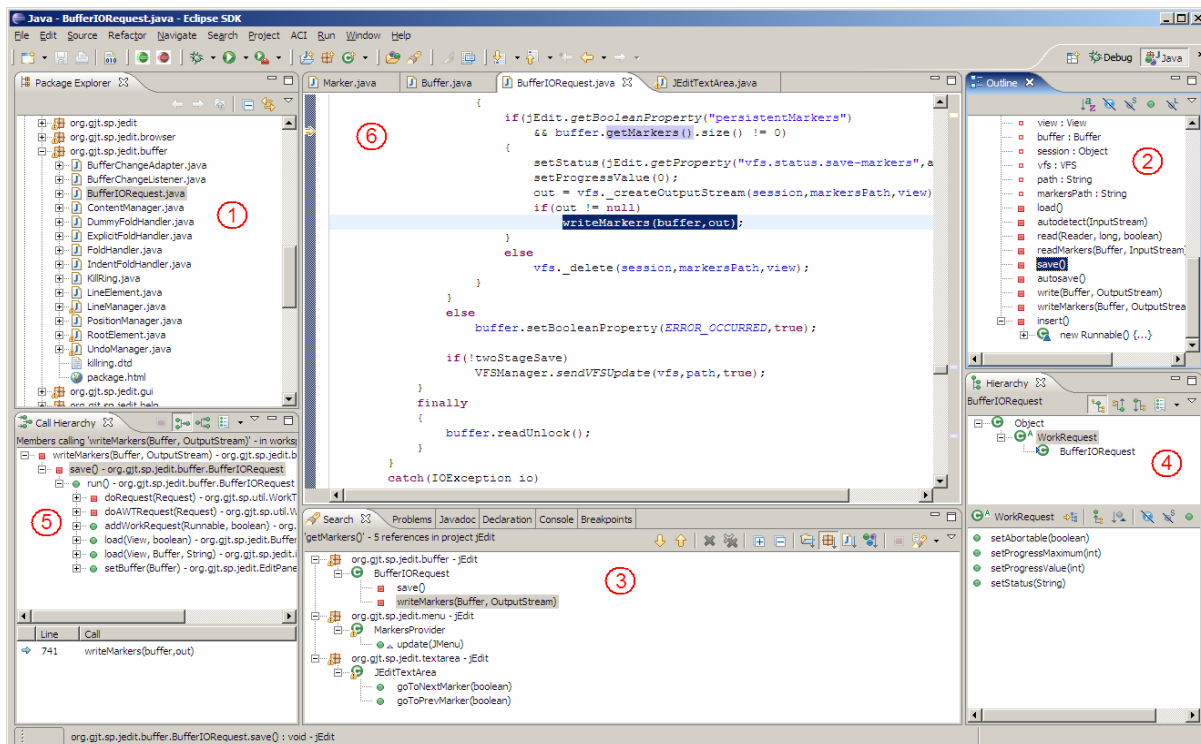 Java - BufferIORequest.java - Eclipse SDK
File Edit Source Refactor Navigate Search Project ACI Run Window Help
Debug Java
Package Explorer
org.gjt.sp.jedit
org.gjt.sp.jedit.browser
org.gjt.sp.jedit.buffer
BufferChangeAdapter.java
BufferChangeListener.java
BufferIORequest.java
ContentManager.java
DummyFoldHandler.java
ExplicitFoldHandler.java
FoldHandler.java
IndentFoldHandler.java
KillRing.java
LineElement.java
LineManager.java
PositionManager.java
RootElement.java
UndoManager.java
killring.dtd
package.html
org.gjt.sp.jedit.gui
org.gjt.sp.jedit.help
1
Call Hierarchy
Members calling 'writeMarkers(Buffer, OutputStream)' - in works
writeMarkers(Buffer, OutputStream) - org.gjt.sp.jedit.b
save() - org.gjt.sp.jedit.buffer.BufferIORequest
run() - org.gjt.sp.jedit.buffer.BufferIORequest
doRequest(Request) - org.gjt.sp.util.WorkT
doAWTRequest(Request) - org.gjt.sp.util.W
addWorkRequest(Runnable, boolean) - org.
load(View, boolean) - org.gjt.sp.jedit.Buffer
load(View, Buffer, String) - org.gjt.sp.jedit.i
setBuffer(Buffer) - org.gjt.sp.jedit.EditPane
5
Line Call
741 writeMarkers(buffer,out)
Marker.java Buffer.java BufferIORequest.java JEditTextArea.java
6
{
if(jEdit.getBooleanProperty("persistentMarkers")
&& buffer.getMarkers().size() != 0)
{
setStatus(jEdit.getProperty("vfs.status.save-markers",a
setProgressValue(0);
out = vfs._createOutputStream(session,markersPath,view)
if(out != null)
writeMarkers(buffer,out);
}
else
vfs._delete(session,markersPath,view);
}
}
else
buffer.setBooleanProperty(ERROR_OCCURRED,true);
if(!twoStageSave)
VFSManager.sendVFSUpdate(vfs,path,true);
}
finally
{
buffer.readUnlock();
}
}
catch(IOException io)
Search Problems Javadoc Declaration Console Breakpoints
'getMarkers()' - 5 references in project jEdit
org.gjt.sp.jedit.buffer - jEdit
BufferIORequest
save()
writeMarkers(Buffer, OutputStream)
org.gjt.sp.jedit.menu - jEdit
MarkersProvider
update(JMenu)
org.gjt.sp.jedit.textarea - jEdit
JEditTextArea
goToNextMarker(boolean)
goToPrevMarker(boolean)
3
Outline
view : View
buffer : Buffer
session : Object
vfs : VFS
path : String
markersPath : String
load()
autodetect(InputStream)
read(Reader, long, boolean)
readMarkers(Buffer, InputStream)
save()
autosave()
write(Buffer, OutputStream)
writeMarkers(Buffer, OutputStrea
insert()
new Runnable() {...}
2
Hierarchy
BufferIORequest
Object
WorkRequest
BufferIORequest
4
WorkRequest
setAbortable(boolean)
setProgressMaximum(int)
setProgressValue(int)
setStatus(String)
org.gjt.sp.jedit.buffer.BufferIORequest.save() : void - jEdit